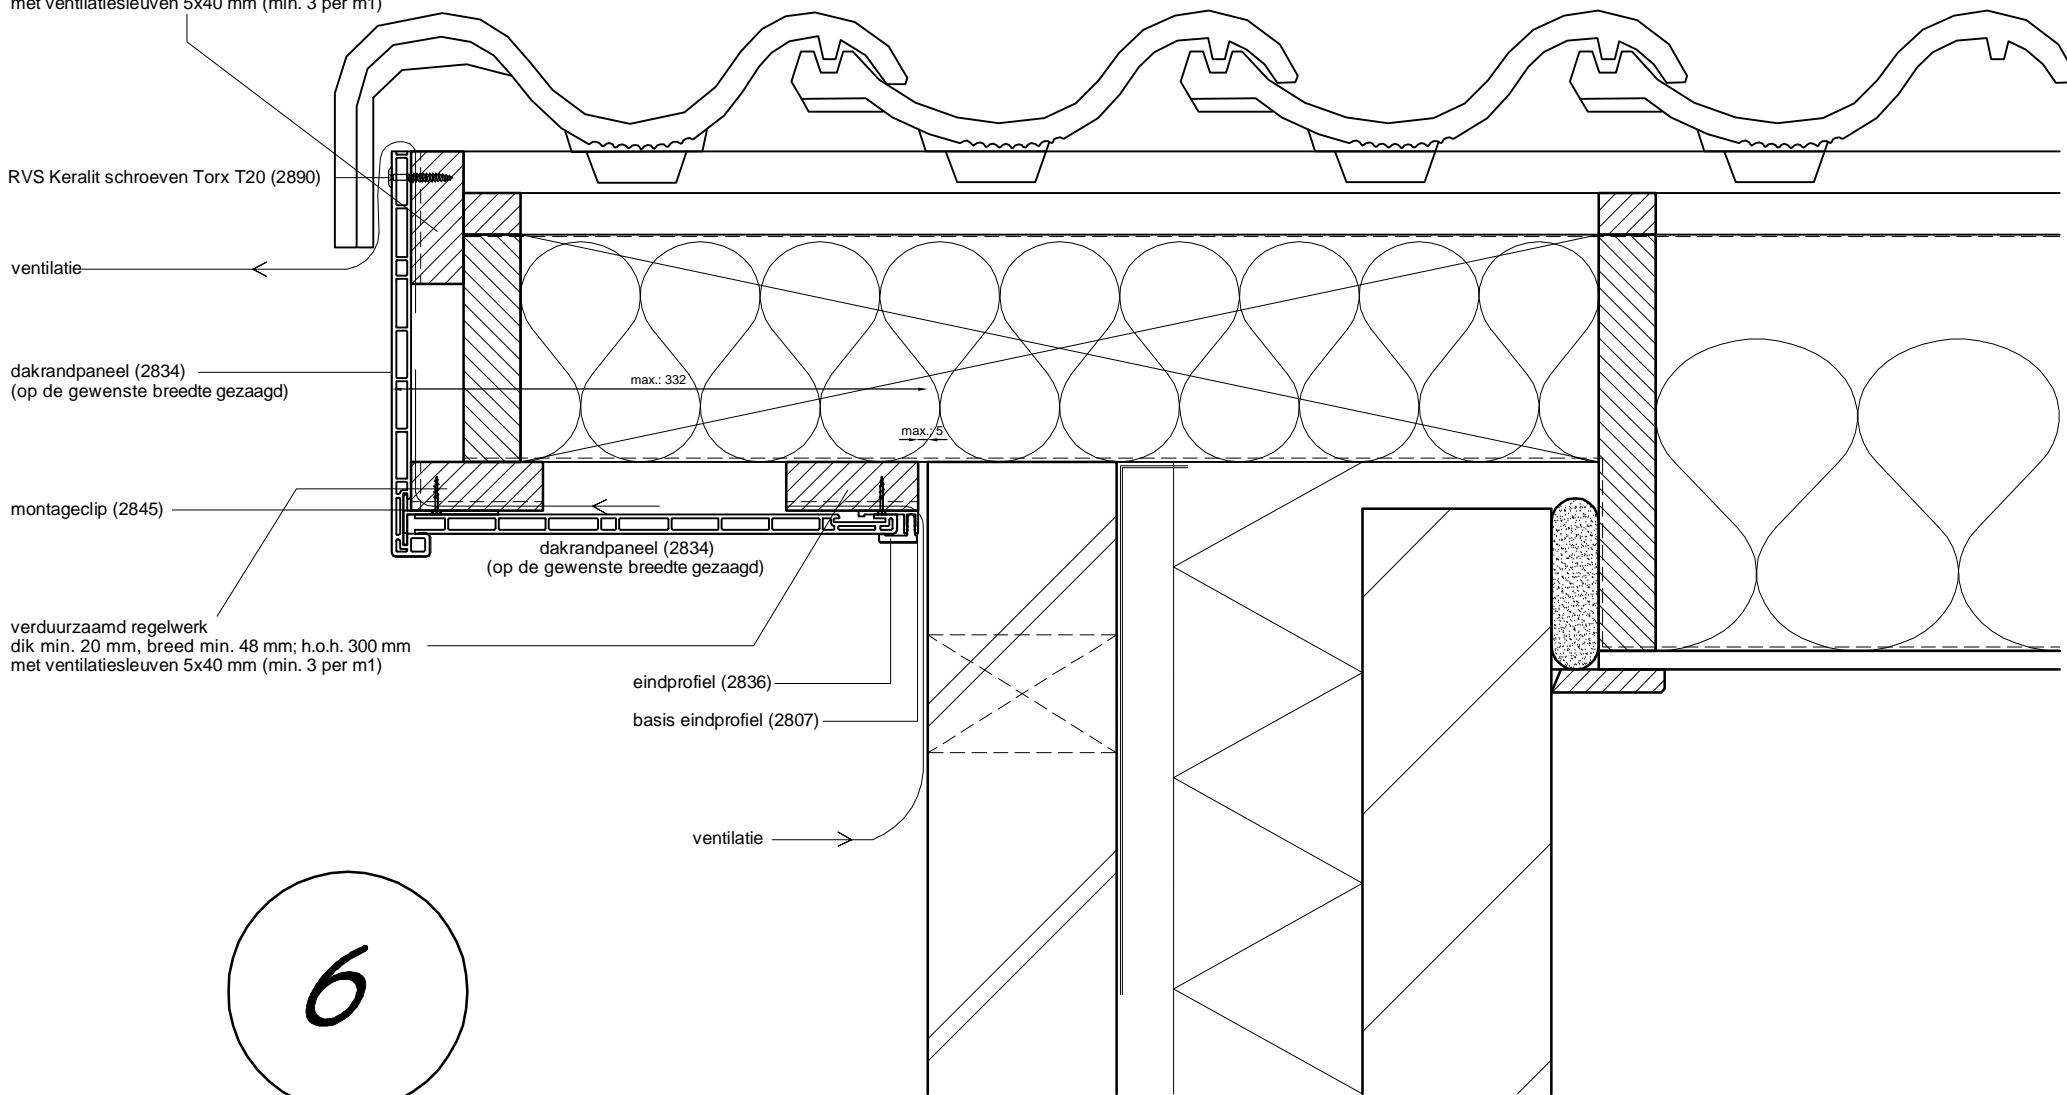 met ventilatiesleuven 5x40 mm (min. 3 per m1)
RVS Keralit schroeven Torx T20 (2890)
ventilatie
dakrandpaneel (2834)
(op de gewenste breedte gezaagd)
max.: 332
max.: 5
montageclip (2845)
dakrandpaneel (2834)
(op de gewenste breedte gezaagd)
verduurzaamd regelwerk
dik min. 20 mm, breed min. 48 mm; h.o.h. 300 mm
met ventilatiesleuven 5x40 mm (min. 3 per m1)
eindprofiel (2836)
basis eindprofiel (2807)
ventilatie
6